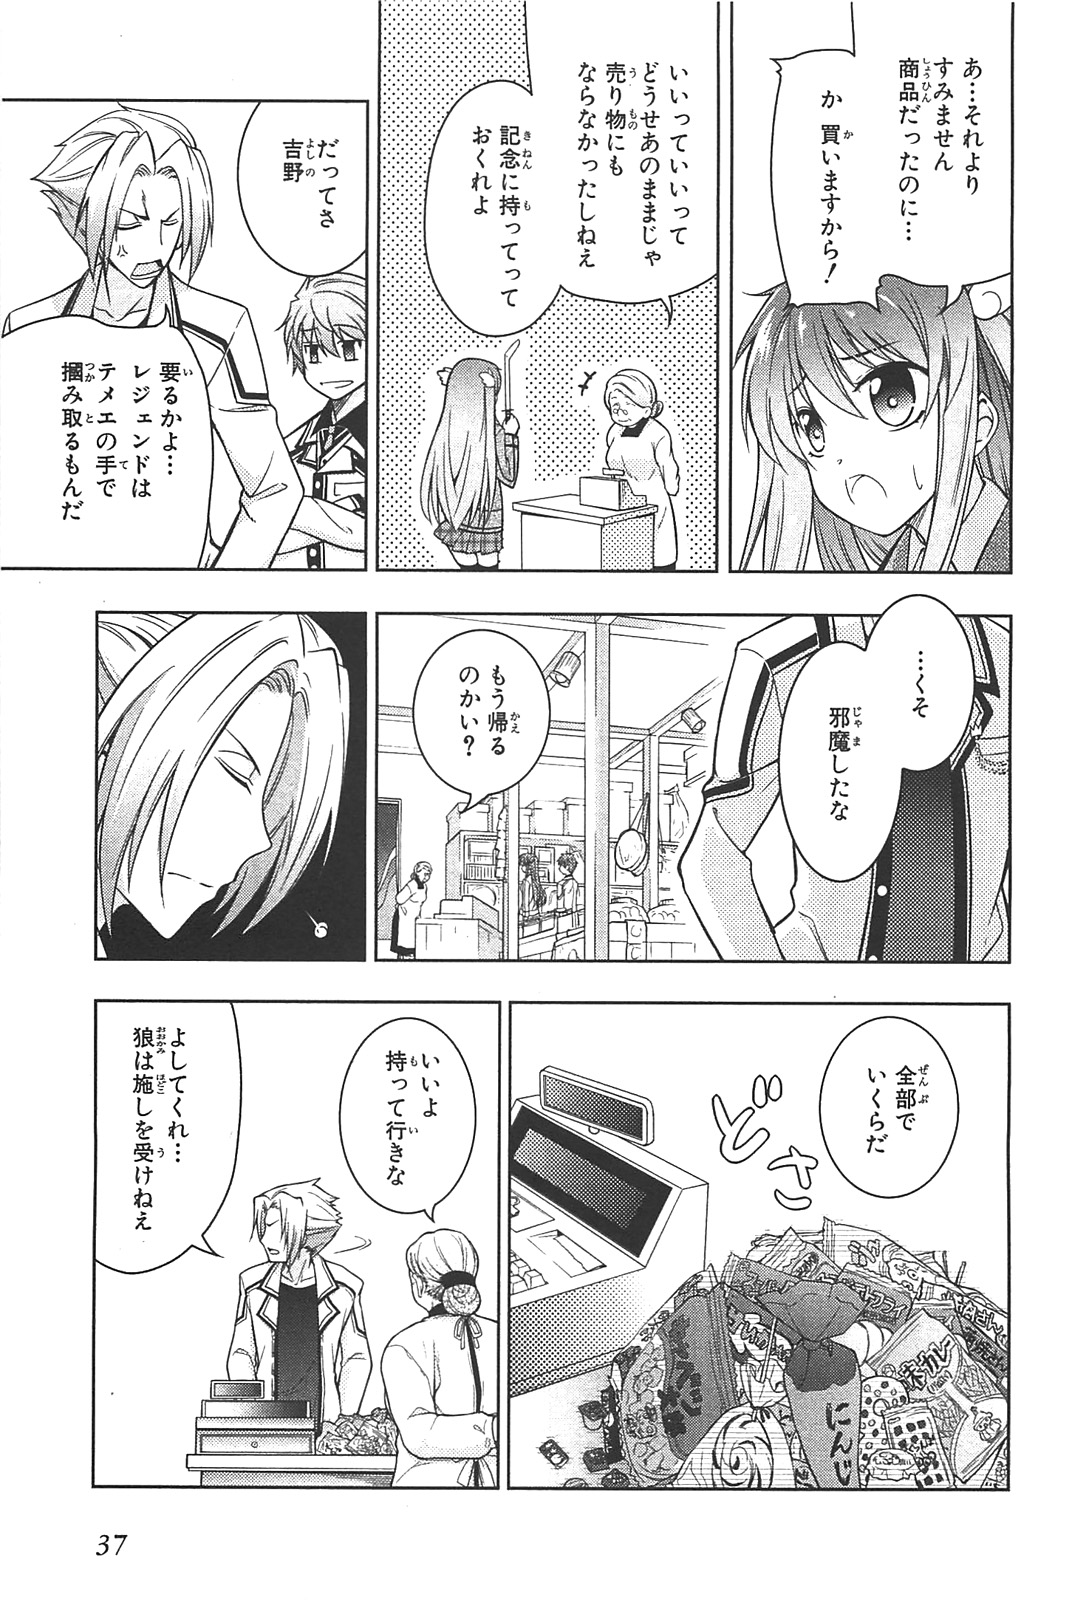 あ…それより
すみません
商品だったのに…
か 買いますから!
いいっていいって
どうせあのままじゃ
売り物にも
ならなかったしねえ
記念に持ってって
おくれよ
だってさ
吉野
要るかよ…
レジェンドは
テメエの手で
掴み取るもんだ
…くそ
邪魔したな
もう帰る
のかい?
全部で
いくらだ
どさ
味カレー
にんじ
いいよ
持って行きな
よしてくれ…
狼は施しを受けねえ
37